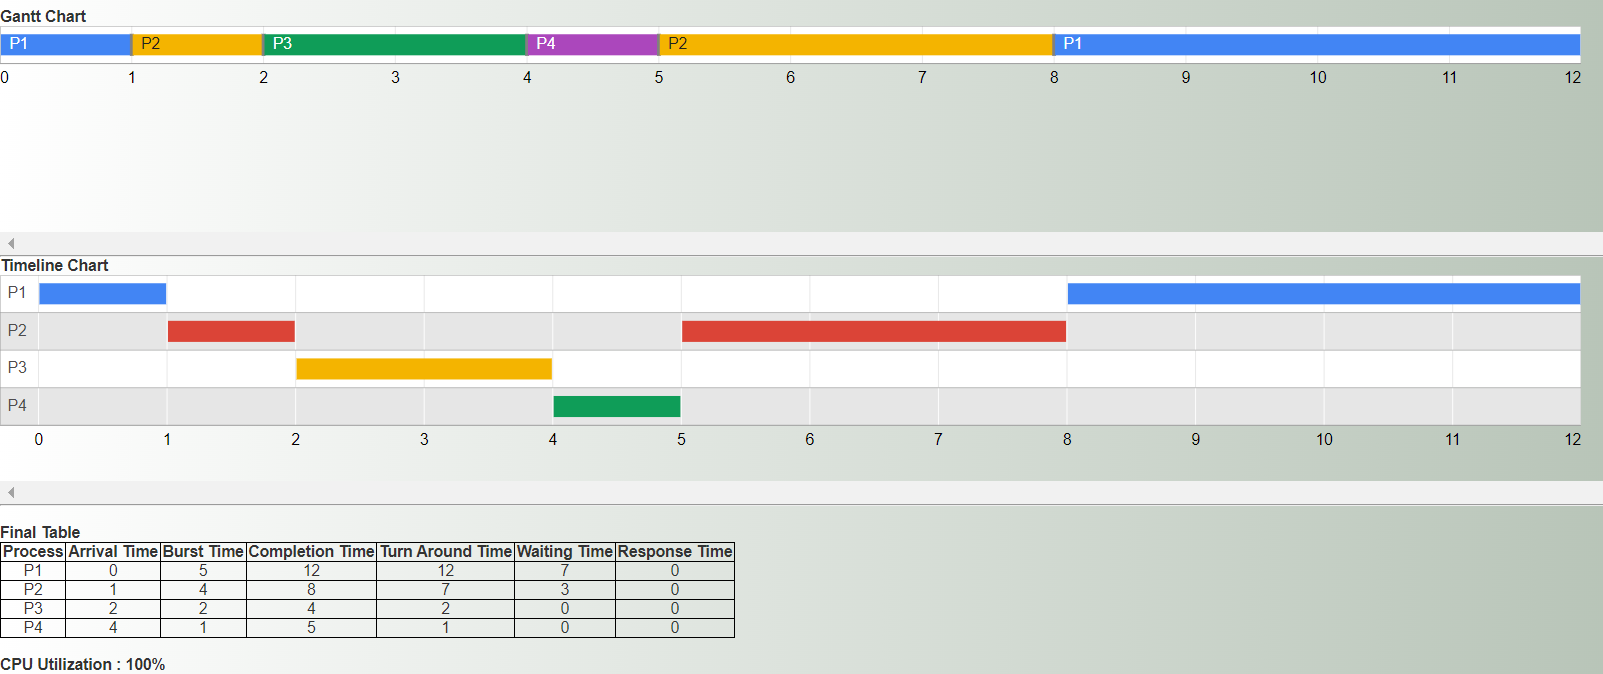 Gantt Chart
P1 P2 P3 P4 P2 P1
0 1 2 3 4 5 6 7 8 9 10 11 12
Timeline Chart
P1
P2
P3
P4
0 1 2 3 4 5 6 7 8 9 10 11 12
Final Table
Process Arrival Time Burst Time Completion Time Turn Around Time Waiting Time Response Time
P1 0 5 12 12 7 0
P2 1 4 8 7 3 0
P3 2 2 4 2 0 0
P4 4 1 5 1 0 0
CPU Utilization : 100%